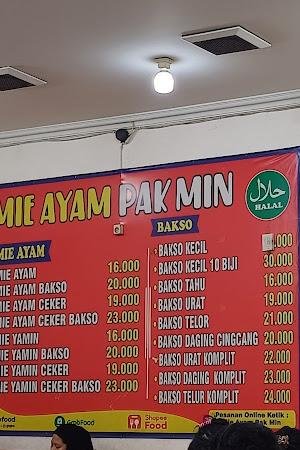 MIE AYAM PAK MIN
حلال
HALAL
MIE AYAM
MIE AYAM 16.000
MIE AYAM BAKSO 20.000
MIE AYAM CEKER 19.000
MIE AYAM CEKER BAKSO 23.000
MIE YAMIN 16.000
MIE YAMIN BAKSO 20.000
MIE YAMIN CEKER 19.000
MIE YAMIN CEKER BAKSO 23.000
BAKSO
BAKSO KECIL .000
BAKSO KECIL 10 BIJI 30.000
BAKSO TAHU 16.000
BAKSO URAT 19.000
BAKSO TELOR 21.000
BAKSO DAGING CINGCANG 20.000
BAKSO URAT KOMPLIT 22.000
BAKSO DAGING KOMPLIT 23.000
BAKSO TELUR KOMPLIT 24.000
GrabFood
Shopee Food
Pesanan Online Ketik :
Mie Ayam Pak Min